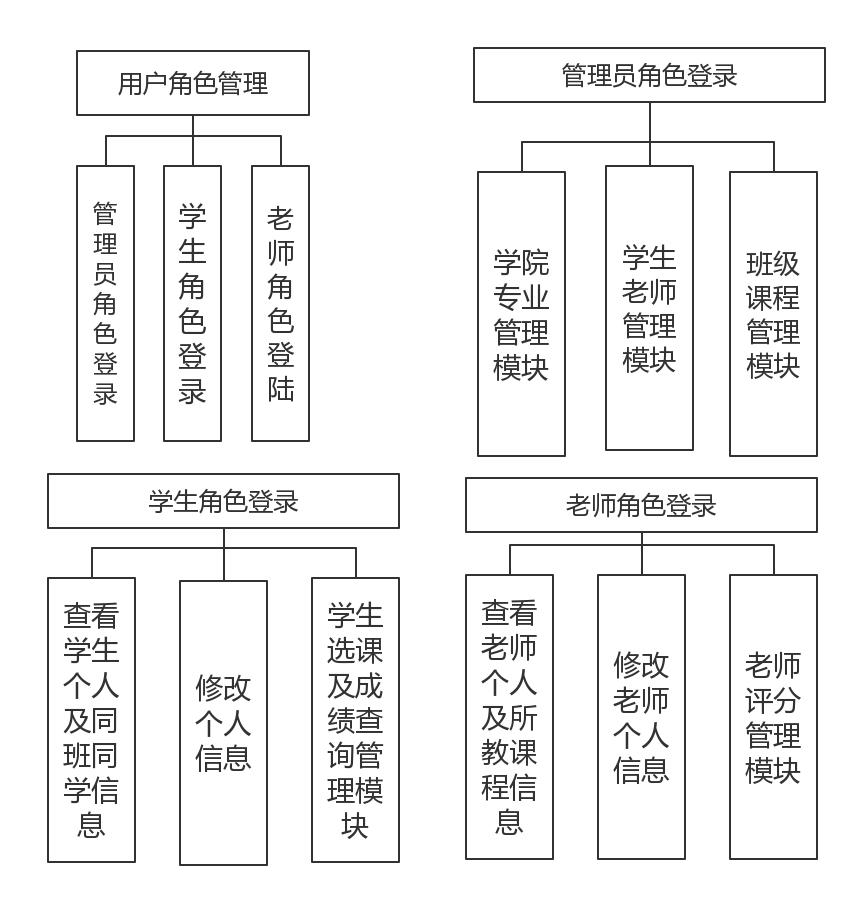 用户角色管理
管
理
员
角
色
登
录
学
生
角
色
登
录
老
师
角
色
登
陆
管理员角色登录
学院
专业
管理
模块
学生
老师
管理
模块
班级
课程
管理
模块
学生角色登录
查看
学生
个人
及同
班同
学信
息
修改
个人
信息
学生
选课
及成
绩查
询管
理模
块
老师角色登录
查看
老师
个人
及所
教课
程信
息
修改
老师
个人
信息
老师
评分
管理
模块